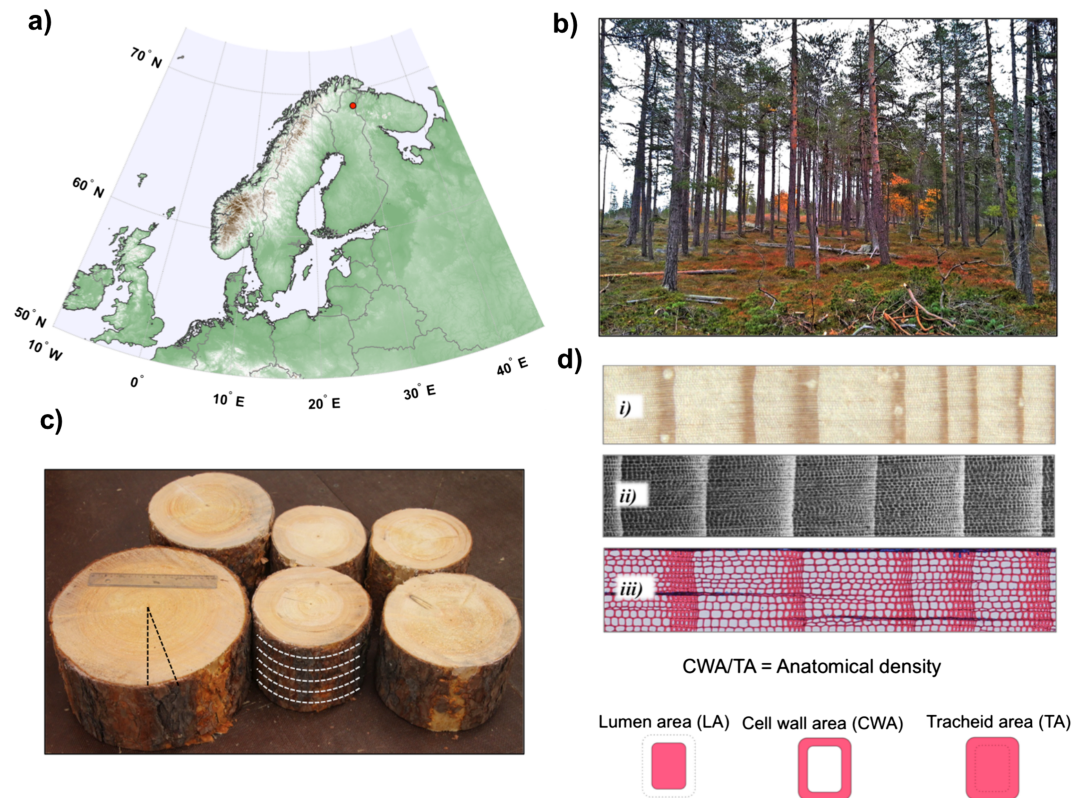 a)
70° N
60° N
50° N
10° W
0°
10° E
20° E
30° E
40° E
b)
c)
d)
i)
ii)
iii)
CWA/TA = Anatomical density
Lumen area (LA)
Cell wall area (CWA)
Tracheid area (TA)